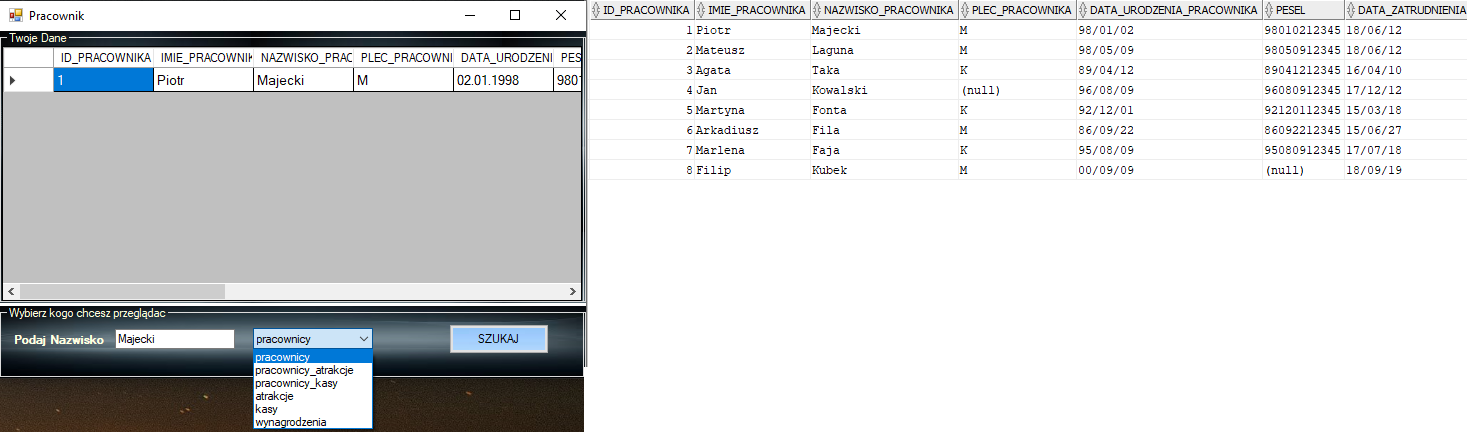 Pracownik
Twoje Dane
ID_PRACOWNIKA IMIE_PRACOWNIK NAZWISKO_PRAC PLEC_PRACOWNI DATA_URODZENI PES
1 Piotr Majecki M 02.01.1998 9801
Wybierz kogo chcesz przeglądac
Podaj Nazwisko Majecki pracownicy SZUKAJ
pracownicy
pracownicy_atrakcje
pracownicy_kasy
atrakcje
kasy
wynagrodzenia
ID_PRACOWNIKA IMIE_PRACOWNIKA NAZWISKO_PRACOWNIKA PLEC_PRACOWNIKA DATA_URODZENIA_PRACOWNIKA PESEL DATA_ZATRUDNIENIA
1 Piotr Majecki M 98/01/02 98010212345 18/06/12
2 Mateusz Laguna M 98/05/09 98050912345 18/06/12
3 Agata Taka K 89/04/12 89041212345 16/04/10
4 Jan Kowalski (null) 96/08/09 96080912345 17/12/12
5 Martyna Fonta K 92/12/01 92120112345 15/03/18
6 Arkadiusz Fila M 86/09/22 86092212345 15/06/27
7 Marlena Faja K 95/08/09 95080912345 17/07/18
8 Filip Kubek M 00/09/09 (null) 18/09/19